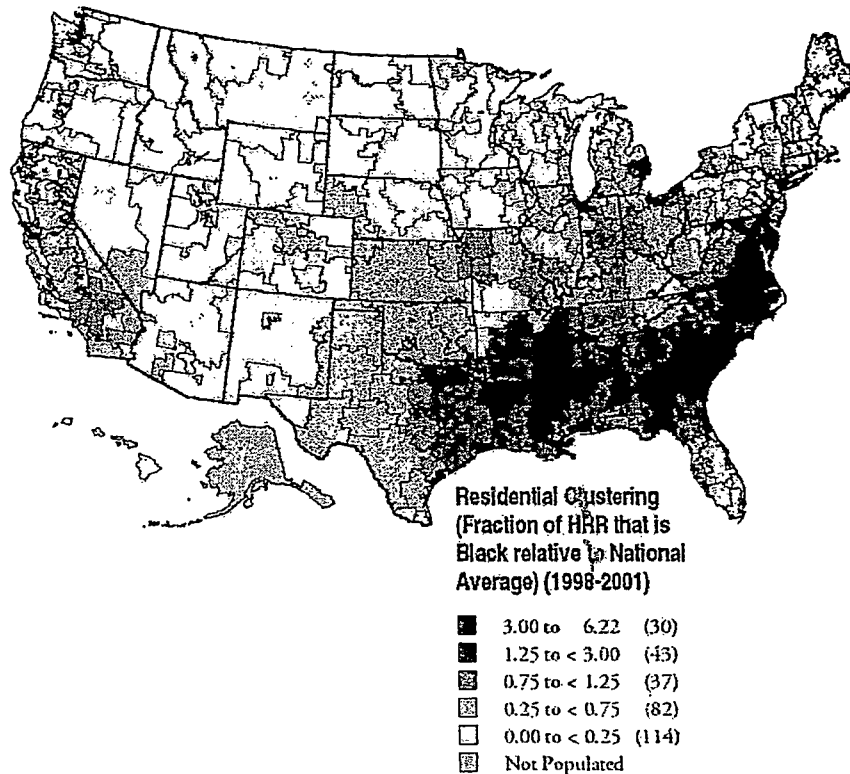 Residential Clustering
(Fraction of HRR that is
Black relative to National
Average) (1998-2001)
3.00 to 6.22 (30)
1.25 to < 3.00 (43)
0.75 to < 1.25 (37)
0.25 to < 0.75 (82)
0.00 to < 0.25 (114)
Not Populated